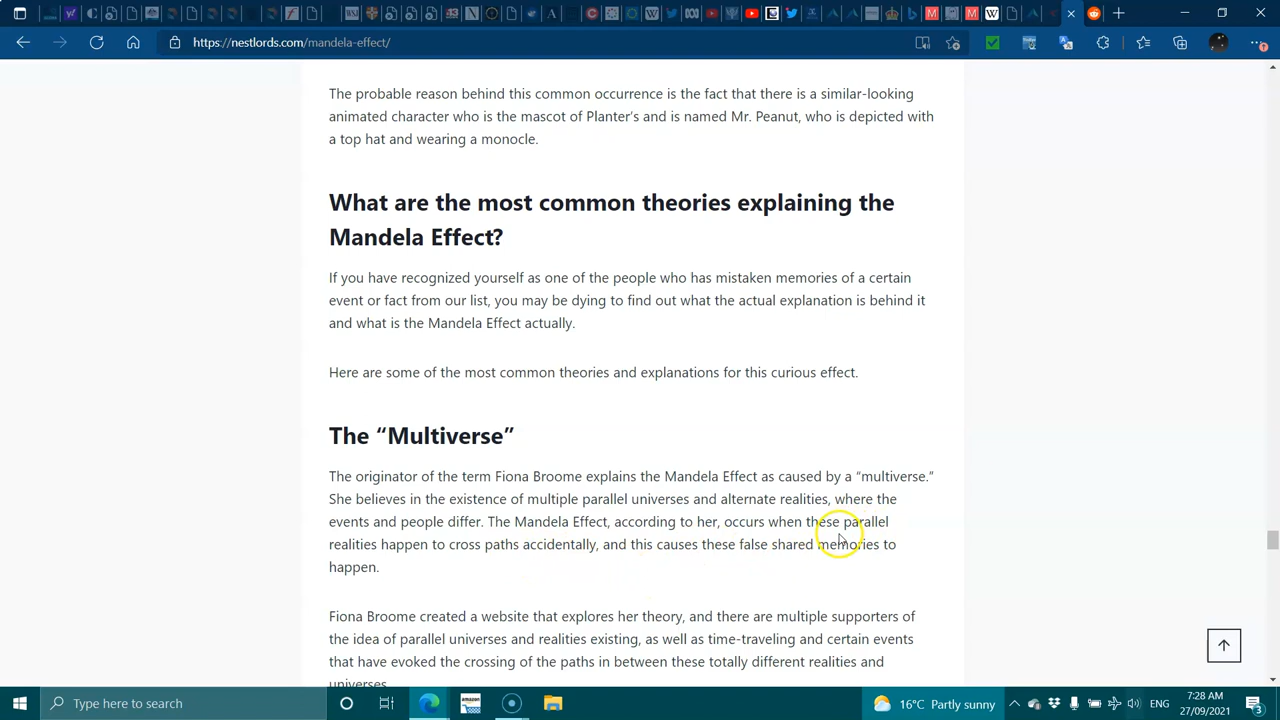 https://nestlords.com/mandela-effect/
The probable reason behind this common occurrence is the fact that there is a similar-looking
animated character who is the mascot of Planter's and is named Mr. Peanut, who is depicted with
a top hat and wearing a monocle.
What are the most common theories explaining the
Mandela Effect?
If you have recognized yourself as one of the people who has mistaken memories of a certain
event or fact from our list, you may be dying to find out what the actual explanation is behind it
and what is the Mandela Effect actually.
Here are some of the most common theories and explanations for this curious effect.
The “Multiverse”
The originator of the term Fiona Broome explains the Mandela Effect as caused by a “multiverse.”
She believes in the existence of multiple parallel universes and alternate realities, where the
events and people differ. The Mandela Effect, according to her, occurs when these parallel
realities happen to cross paths accidentally, and this causes these false shared memories to
happen.
Fiona Broome created a website that explores her theory, and there are multiple supporters of
the idea of parallel universes and realities existing, as well as time-traveling and certain events
that have evoked the crossing of the paths in between these totally different realities and
universes.
Type here to search
amazon
16°C Partly sunny
ENG
7:28 AM
27/09/2021
3